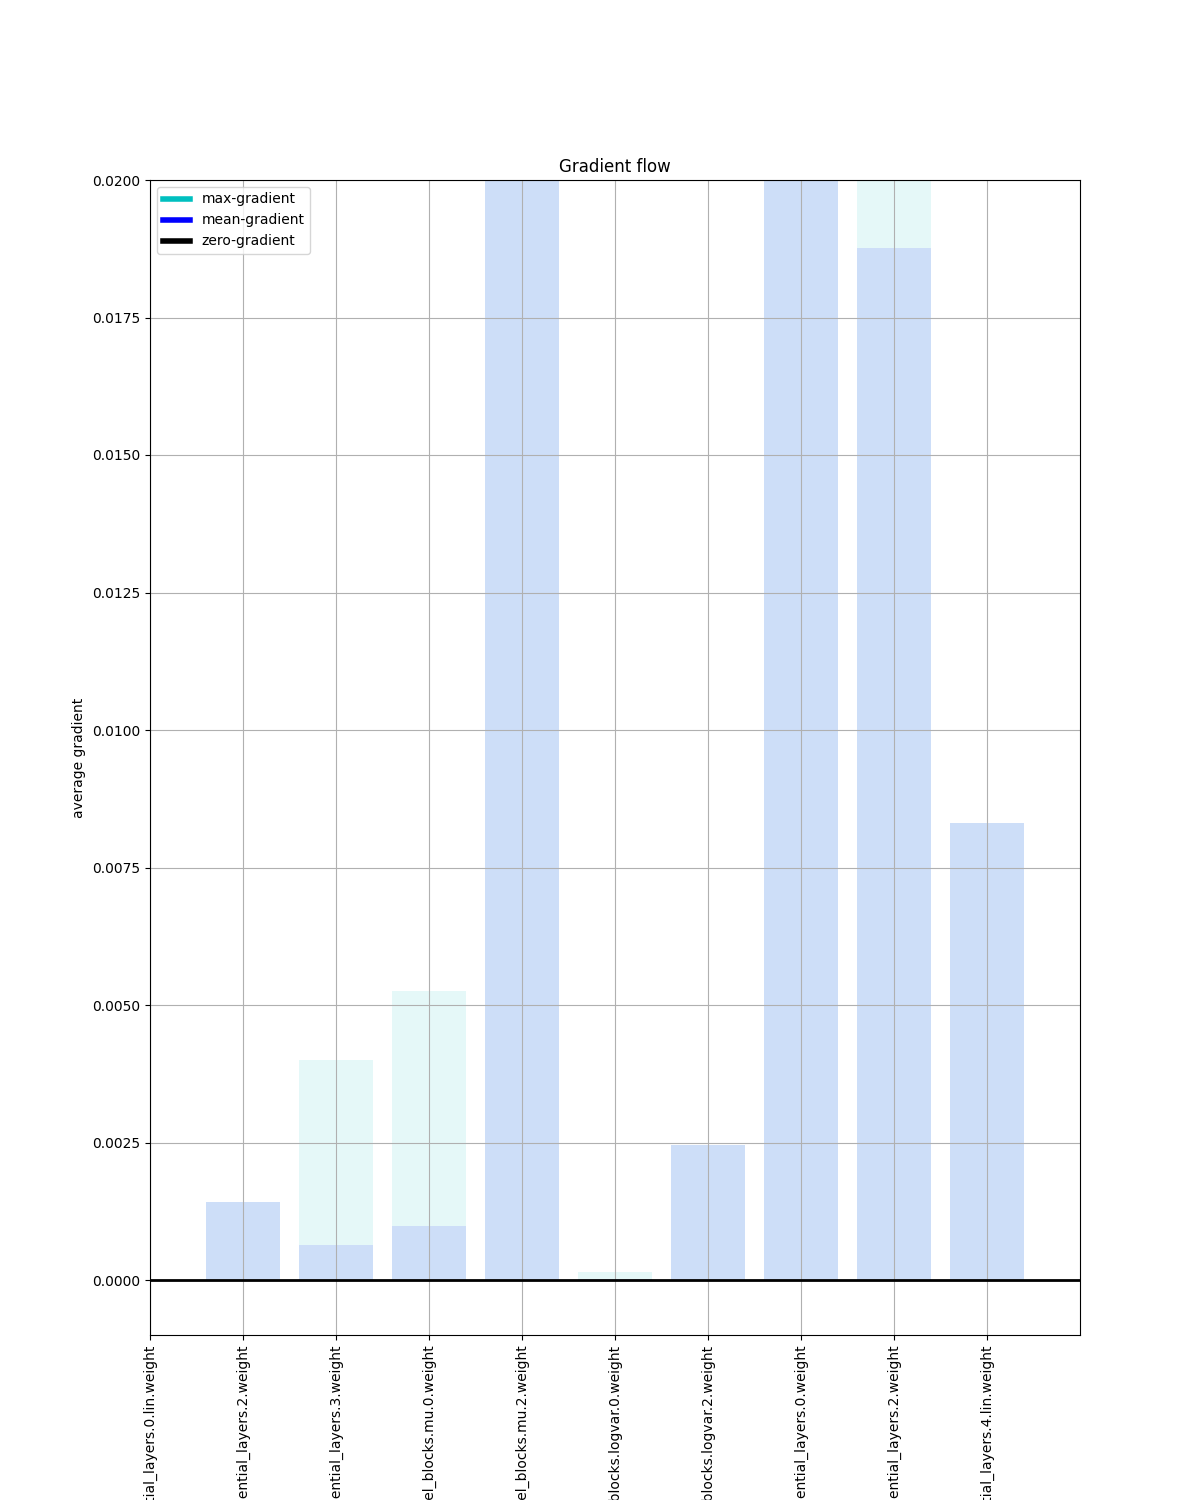 Gradient flow
max-gradient
mean-gradient
zero-gradient
average gradient
0.0200
0.0175
0.0150
0.0125
0.0100
0.0075
0.0050
0.0025
0.0000
tial_layers.0.lin.weight
ential_layers.2.weight
ential_layers.3.weight
el_blocks.mu.0.weight
el_blocks.mu.2.weight
blocks.logvar.0.weight
blocks.logvar.2.weight
ential_layers.0.weight
ential_layers.2.weight
tial_layers.4.lin.weight